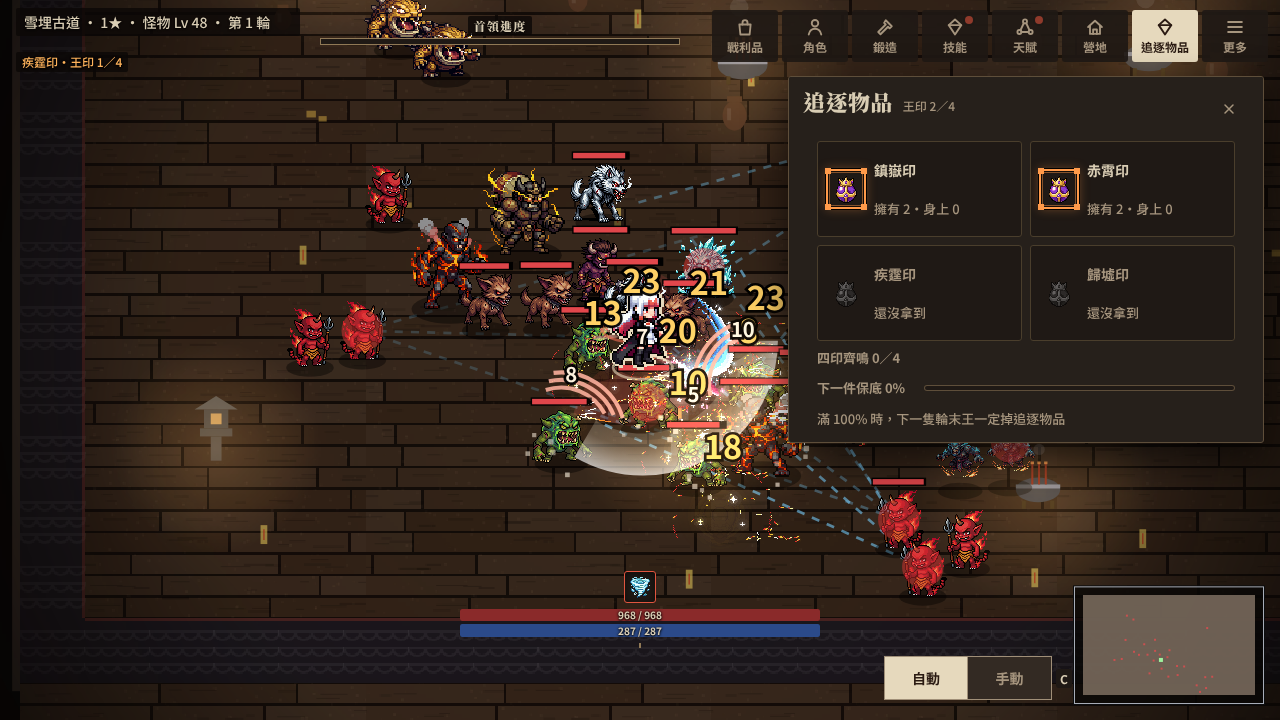 雪埋古道 ・ 1★ ・ 怪物 Lv 48 ・ 第 1 輪
首領進度
戰利品
角色
鍛造
技能
天賦
營地
追逐物品
更多
疾霆印・王印 1／4
追逐物品
王印 2／4
×
鎮嶽印
擁有 2・身上 0
赤霄印
擁有 2・身上 0
疾霆印
還沒拿到
歸墟印
還沒拿到
四印齊鳴 0／4
下一件保底 0%
滿 100% 時，下一隻輪末王一定掉追逐物品
23
21
23
13
20
10
7
8
10
5
18
968 / 968
287 / 287
自動
手動
C